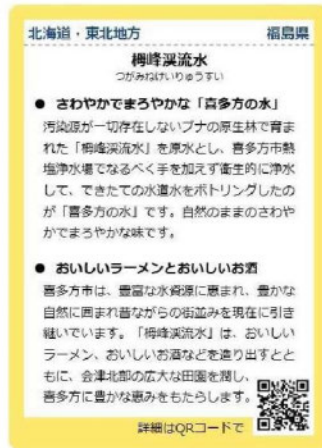 北海道・東北地方　福島県
栂峰渓流水
つがみねけいりゅうすい
● さわやかでまろやかな「喜多方の水」
汚染源が一切存在しないブナの原生林で育ま
れた「栂峰渓流水」を原水とし、喜多方市熱
塩浄水場でなるべく手を加えず衛生的に浄水
して、できたての水道水をボトリングしたの
が「喜多方の水」です。自然のままのさわや
かでまろやかな味です。
● おいしいラーメンとおいしいお酒
喜多方市は、豊富な水資源に恵まれ、豊かな
自然に囲まれ昔ながらの街並みを現在に引き
継いでいます。「栂峰渓流水」は、おいしい
ラーメン、おいしいお酒などを造り出すとと
もに、会津北部の広大な田園を潤し、
喜多方に豊かな恵みをもたらします。
詳細はQRコードで